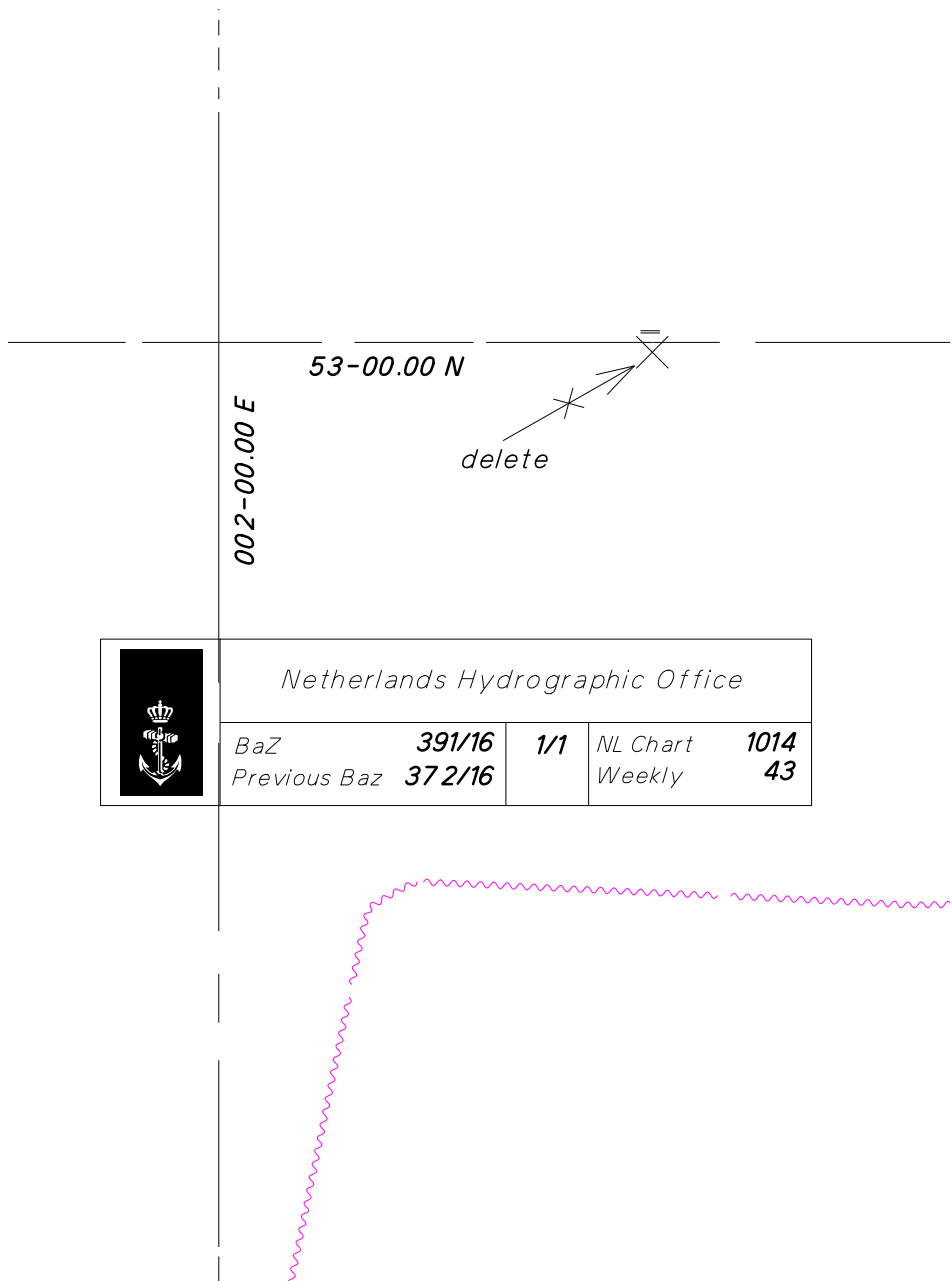 53-00.00 N
002-00.00 E
delete
Netherlands Hydrographic Office
BaZ 391/16 1/1 NL Chart 1014
Previous Baz 372/16 Weekly 43